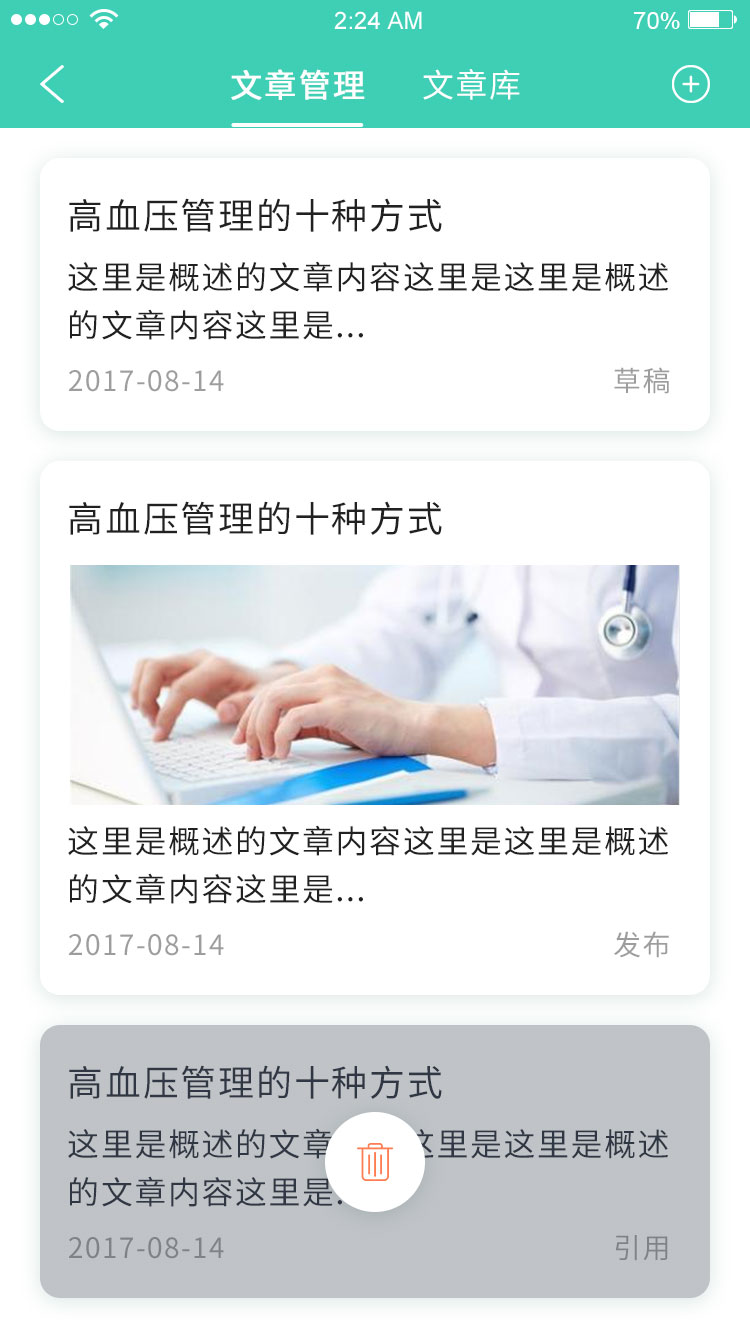 2:24 AM
70%
文章管理 文章库
高血压管理的十种方式
这里是概述的文章内容这里是这里是概述
的文章内容这里是...
2017-08-14 草稿
高血压管理的十种方式
这里是概述的文章内容这里是这里是概述
的文章内容这里是...
2017-08-14 发布
高血压管理的十种方式
这里是概述的文章 这里是这里是概述
的文章内容这里是.
2017-08-14 引用